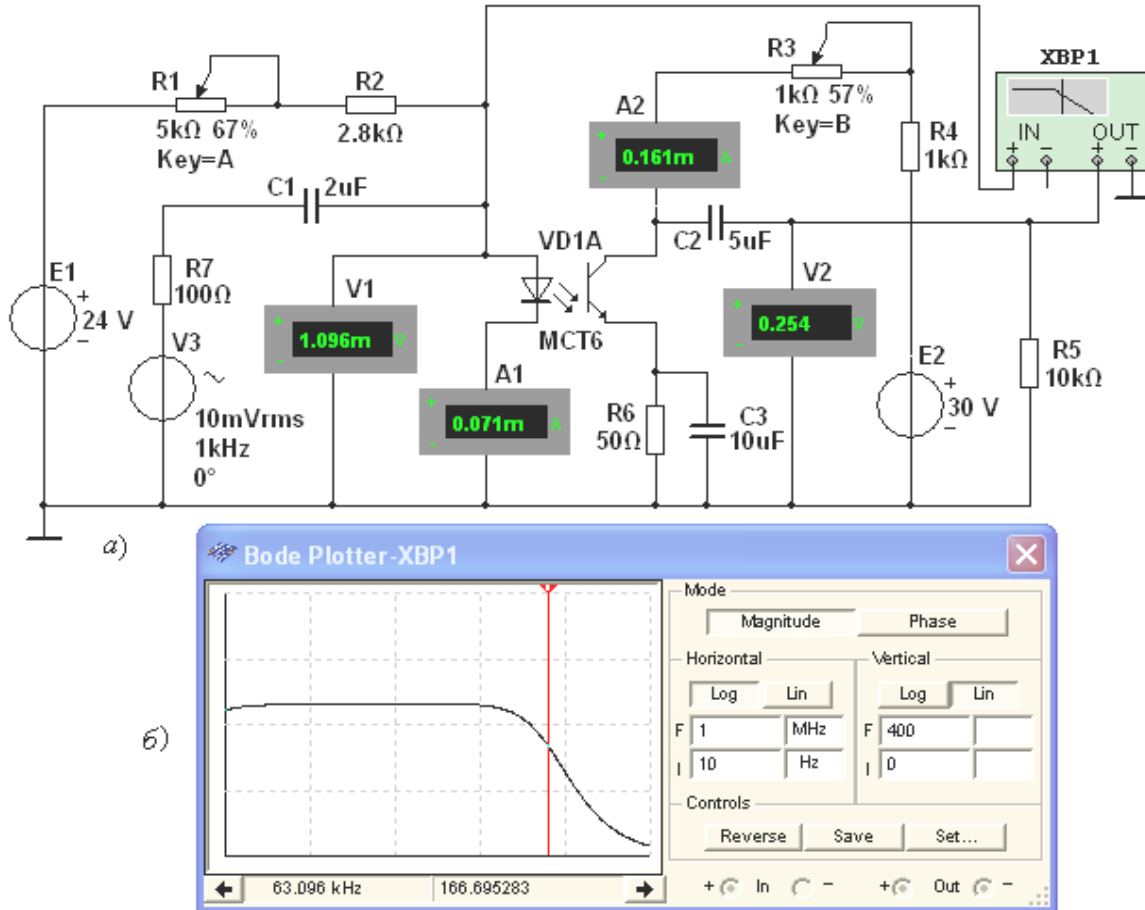 R1
5kΩ 67%
Key=A
R2
2.8kΩ
R3
1kΩ 57%
Key=B
XBP1
IN
OUT
+ − + −
A2
+
0.161m A
-
R4
1kΩ
C1
2uF
C2
5uF
VD1A
MCT6
E1
+
24 V
−
R7
100Ω
V3
10mVrms
1kHz
0°
V1
+
1.096m V
-
A1
+
0.071m A
-
V2
+
0.254 V
-
R6
50Ω
C3
10uF
E2
+
30 V
−
R5
10kΩ
а)
б)
Bode Plotter-XBP1
Mode
Magnitude
Phase
Horizontal
Vertical
Log
Lin
Log
Lin
F 1 MHz
F 400
I 10 Hz
I 0
Controls
Reverse
Save
Set...
63.096 kHz
166.695283
+ In −
+ Out −